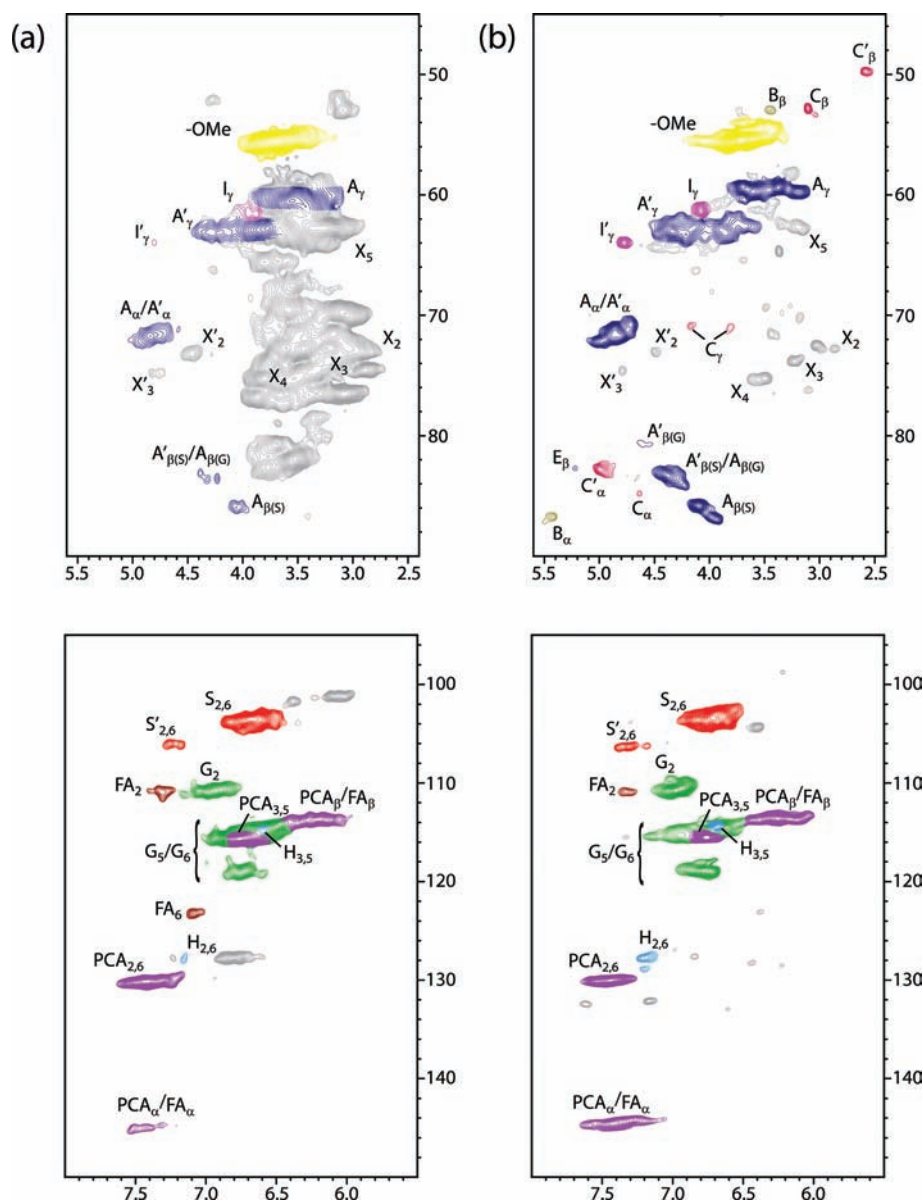 (a)
C'β
50
-OMe
Iγ
Aγ
60
A'γ
I'γ
X5
Aα/A'α
70
X'2
X2
X'3
X4
X3
80
A'β(S)/Aβ(G)
Aβ(S)
5.5 5.0 4.5 4.0 3.5 3.0 2.5
(b)
Bβ
Cβ
50
-OMe
Iγ
Aγ
60
A'γ
I'γ
X5
Aα/A'α
70
X'2
Cγ
X2
X'3
X4
X3
A'β(G)
80
Eβ
A'β(S)/Aβ(G)
C'α
Cα
Aβ(S)
Bα
5.5 5.0 4.5 4.0 3.5 3.0 2.5
100
S2,6
S'2,6
FA2
G2
110
PCA3,5
PCAβ/FAβ
G5/G6
H3,5
120
FA6
H2,6
PCA2,6
130
140
PCAα/FAα
7.5 7.0 6.5 6.0
100
S2,6
S'2,6
FA2
G2
110
PCA3,5
PCAβ/FAβ
G5/G6
H3,5
120
H2,6
PCA2,6
130
140
PCAα/FAα
7.5 7.0 6.5 6.0